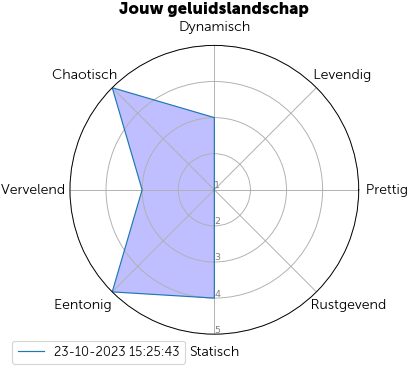 Jouw geluidslandschap
Dynamisch
Chaotisch
Levendig
Vervelend
1
Prettig
2
3
4
Eentonig
Rustgevend
5
23-10-2023 15:25:43
Statisch